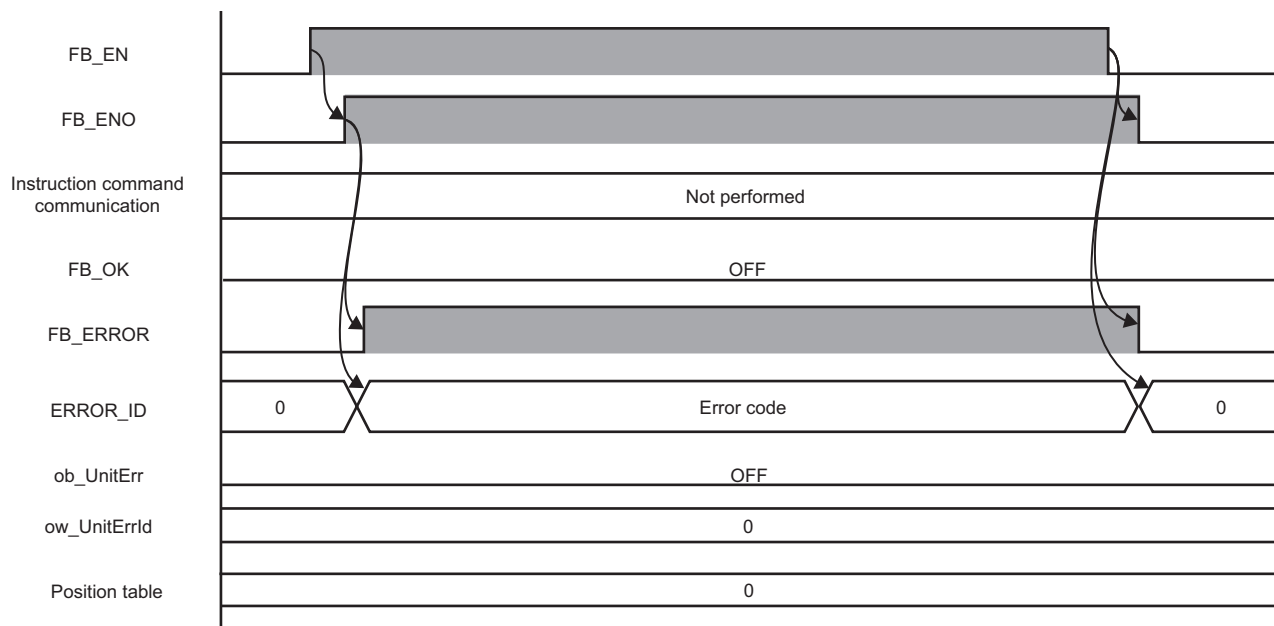 FB_EN
FB_ENO
Instruction command
communication
Not performed
FB_OK
OFF
FB_ERROR
ERROR_ID
0
Error code
0
ob_UnitErr
OFF
ow_UnitErrId
0
Position table
0